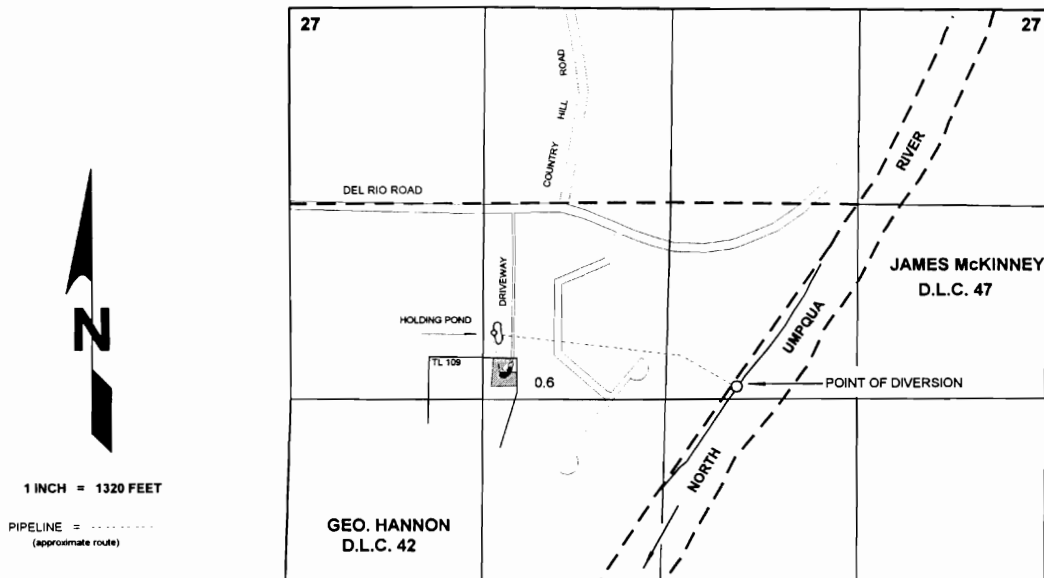 27
27
COUNTRY HILL ROAD
RIVER
DEL RIO ROAD
JAMES McKINNEY
D.L.C. 47
DRIVEWAY
HOLDING POND
UMPQUA
N
TL 109
0.6
POINT OF DIVERSION
NORTH
1 INCH = 1320 FEET
PIPELINE = --------
(approximate route)
GEO. HANNON
D.L.C. 42